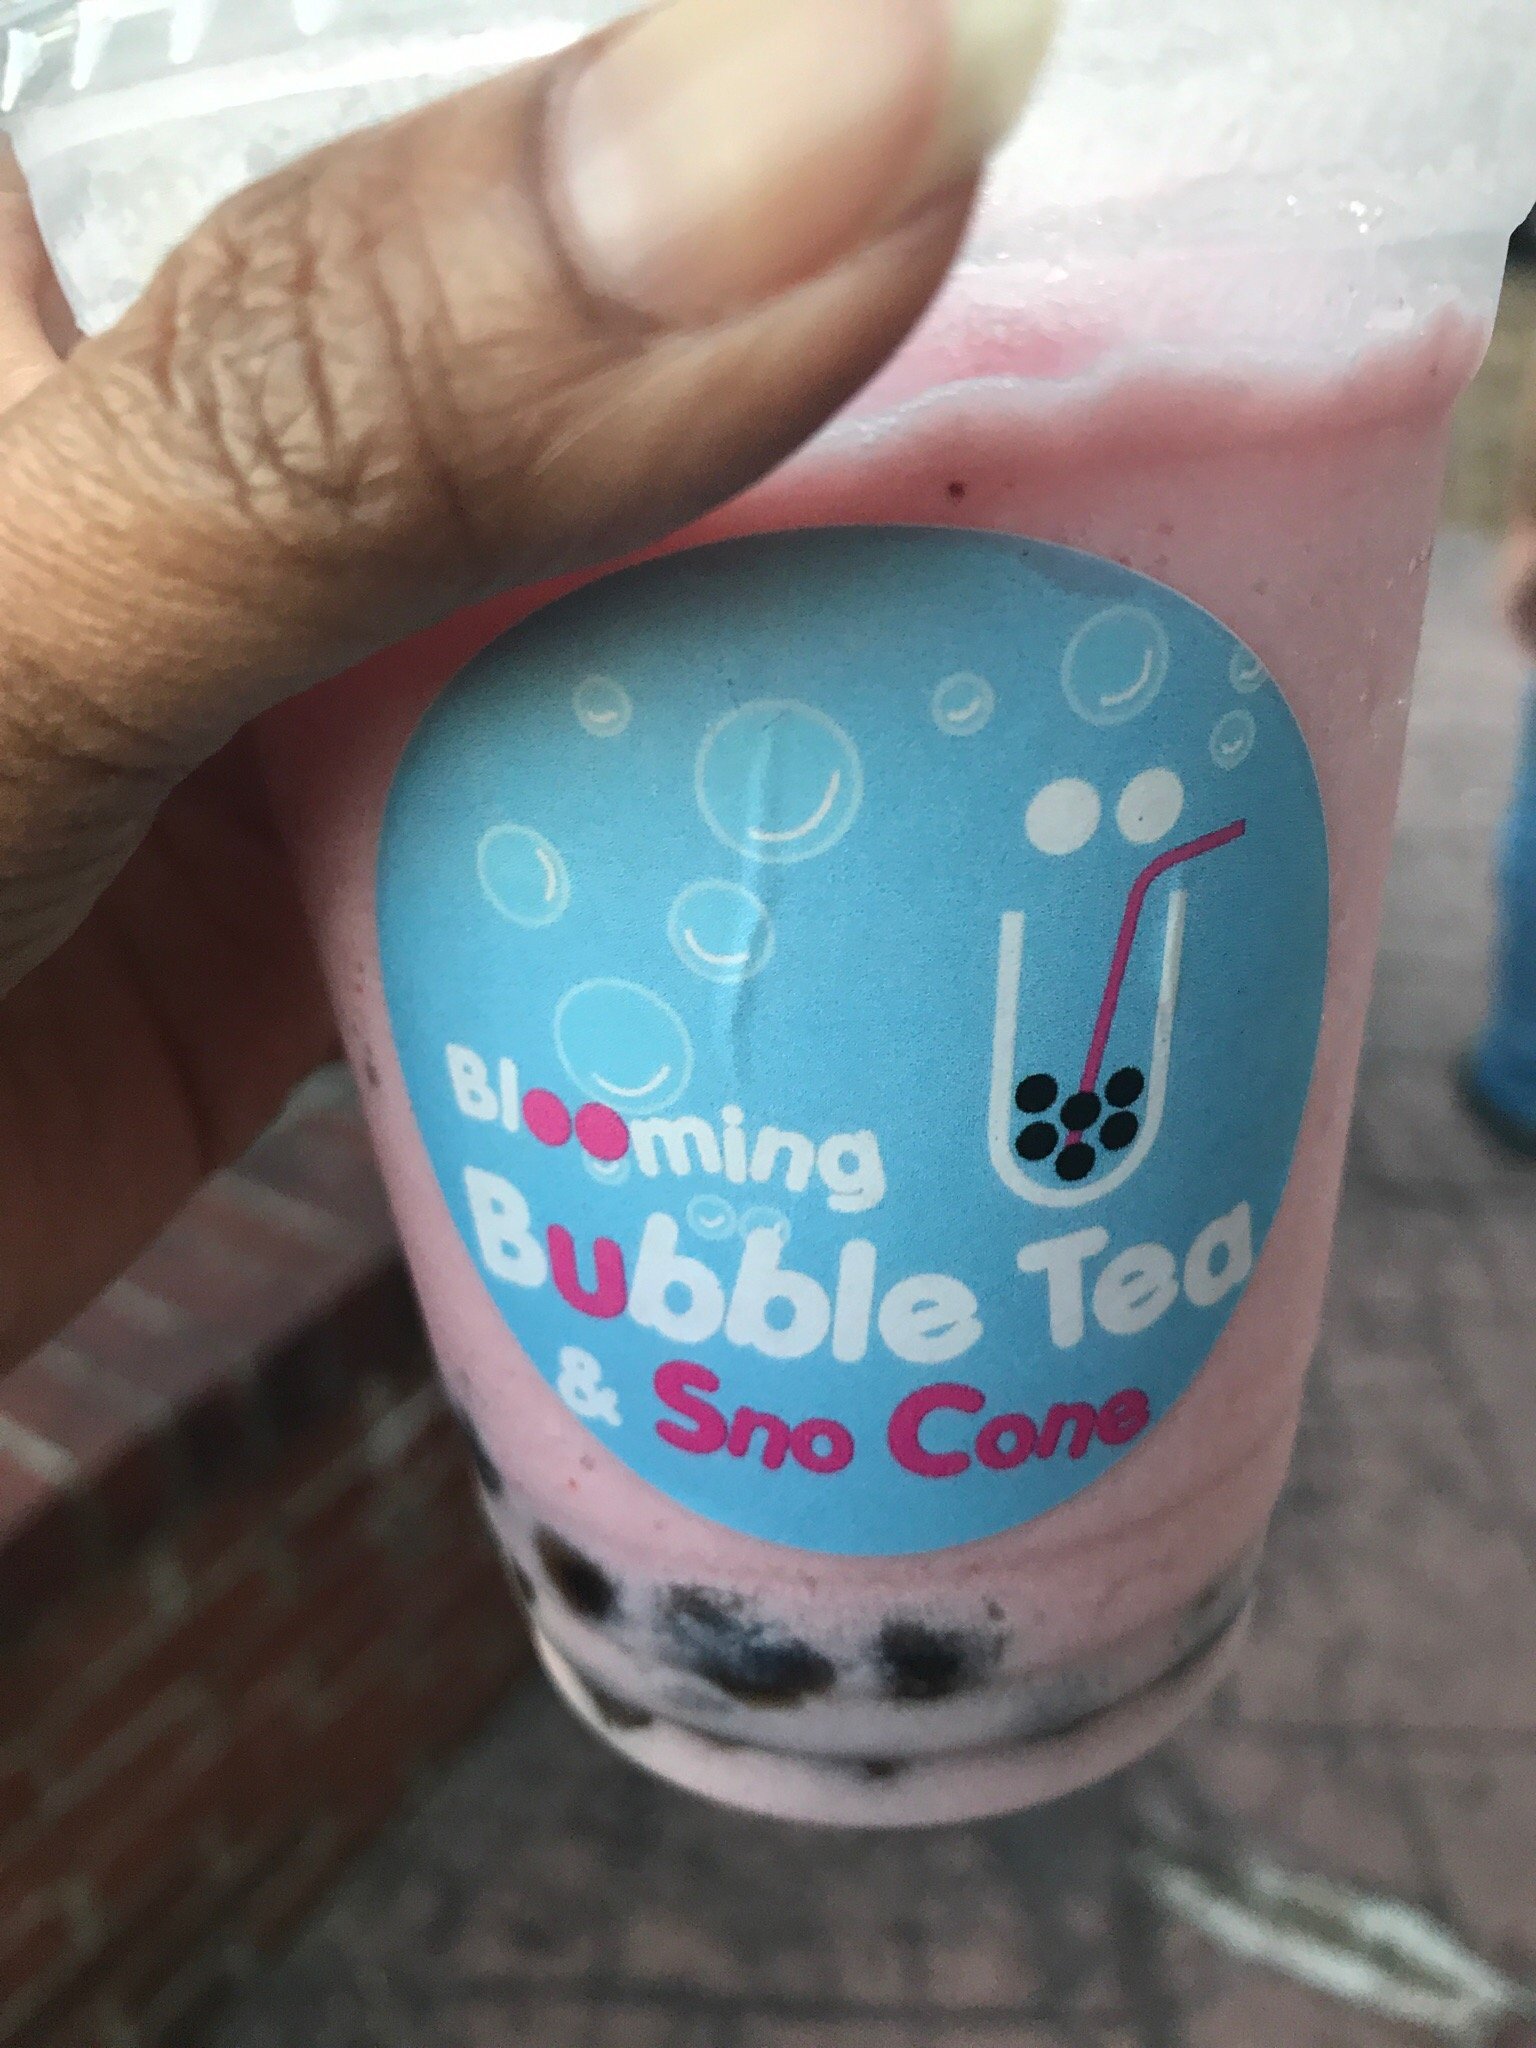 Blooming
Bubble Tea
& Sno Cone